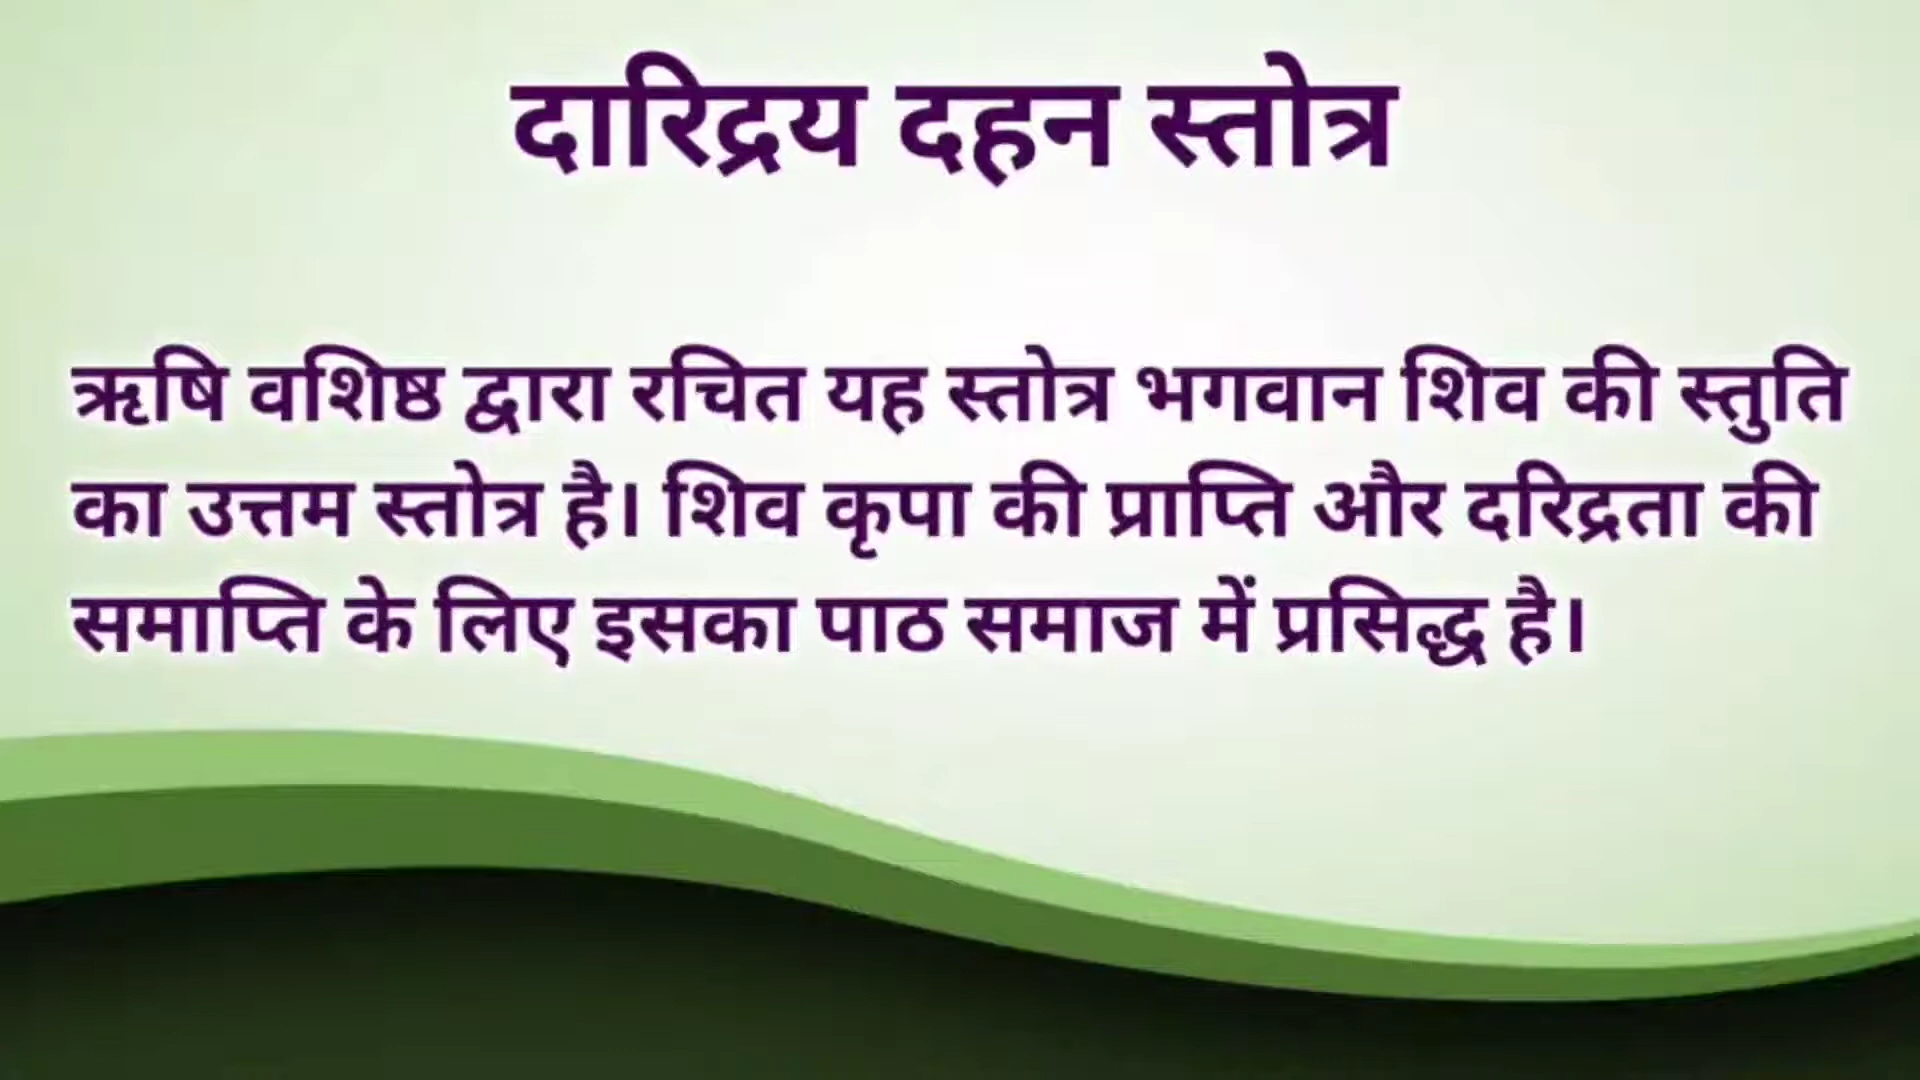 दारिद्रय दहन स्तोत्र
ऋषि वशिष्ठ द्वारा रचित यह स्तोत्र भगवान शिव की स्तुति
का उत्तम स्तोत्र है। शिव कृपा की प्राप्ति और दरिद्रता की
समाप्ति के लिए इसका पाठ समाज में प्रसिद्ध है।